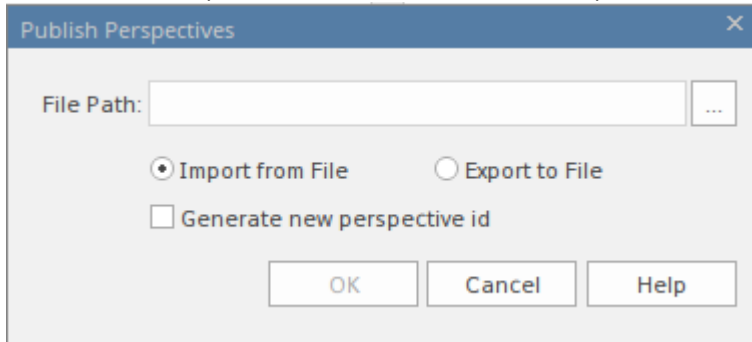 Publish Perspectives
File Path:
...
Import from File
Export to File
Generate new perspective id
OK
Cancel
Help